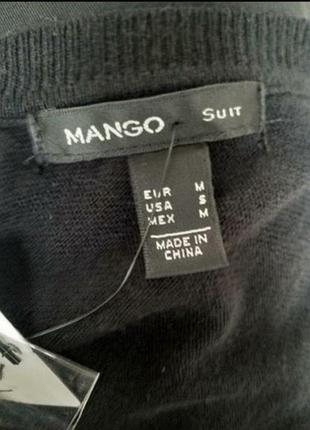 MANGO SUIT
EUR M
USA S
MEX M
MADE IN
CHINA